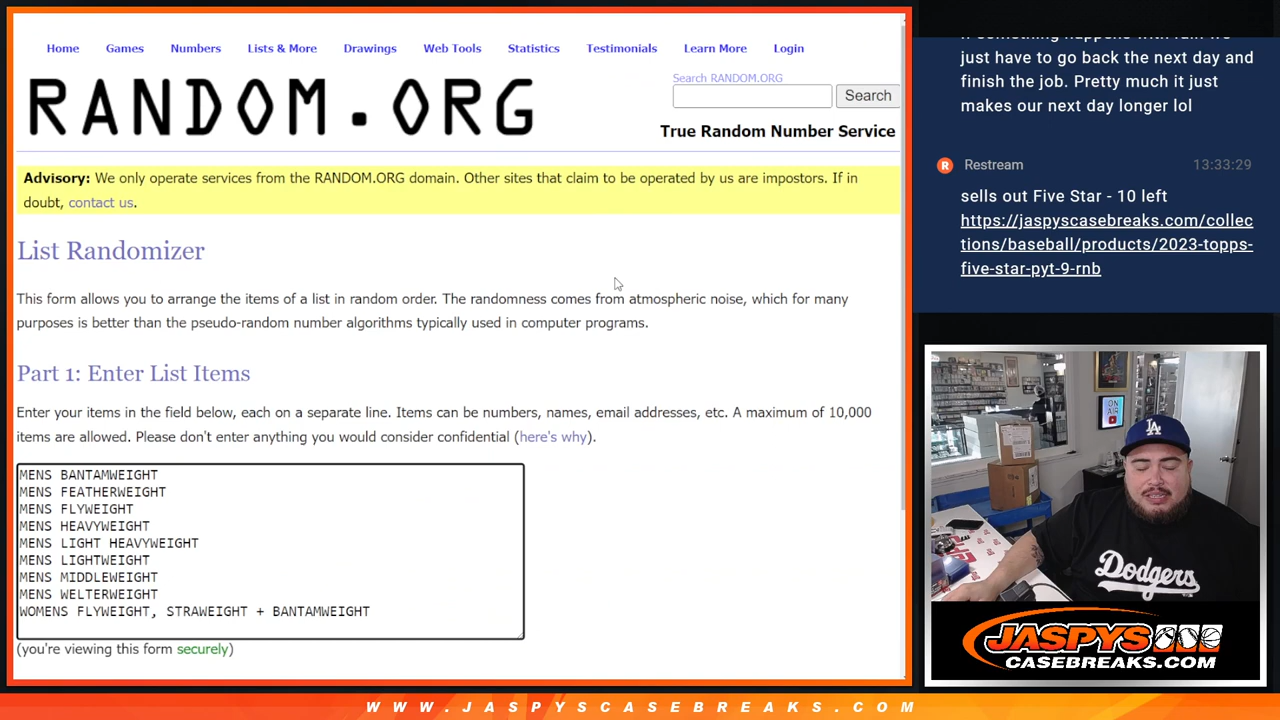 Home Games Numbers Lists & More Drawings Web Tools Statistics Testimonials Learn More Login
RANDOM.ORG
Search RANDOM.ORG
Search
True Random Number Service
Advisory: We only operate services from the RANDOM.ORG domain. Other sites that claim to be operated by us are impostors. If in
doubt, contact us.
List Randomizer
This form allows you to arrange the items of a list in random order. The randomness comes from atmospheric noise, which for many
purposes is better than the pseudo-random number algorithms typically used in computer programs.
Part 1: Enter List Items
Enter your items in the field below, each on a separate line. Items can be numbers, names, email addresses, etc. A maximum of 10,000
items are allowed. Please don't enter anything you would consider confidential (here's why).
MENS BANTAMWEIGHT
MENS FEATHERWEIGHT
MENS FLYWEIGHT
MENS HEAVYWEIGHT
MENS LIGHT HEAVYWEIGHT
MENS LIGHTWEIGHT
MENS MIDDLEWEIGHT
MENS WELTERWEIGHT
WOMENS FLYWEIGHT, STRAWEIGHT + BANTAMWEIGHT
(you're viewing this form securely)
just have to go back the next day and
finish the job. Pretty much it just
makes our next day longer lol
R Restream 13:33:29
sells out Five Star - 10 left
https://jaspyscasebreaks.com/collec
tions/baseball/products/2023-topps-
five-star-pyt-9-rnb
ON AIR
LA
Dodgers
JASPYS
CASEBREAKS.COM
WWW.JASPYSCASEBREAKS.COM